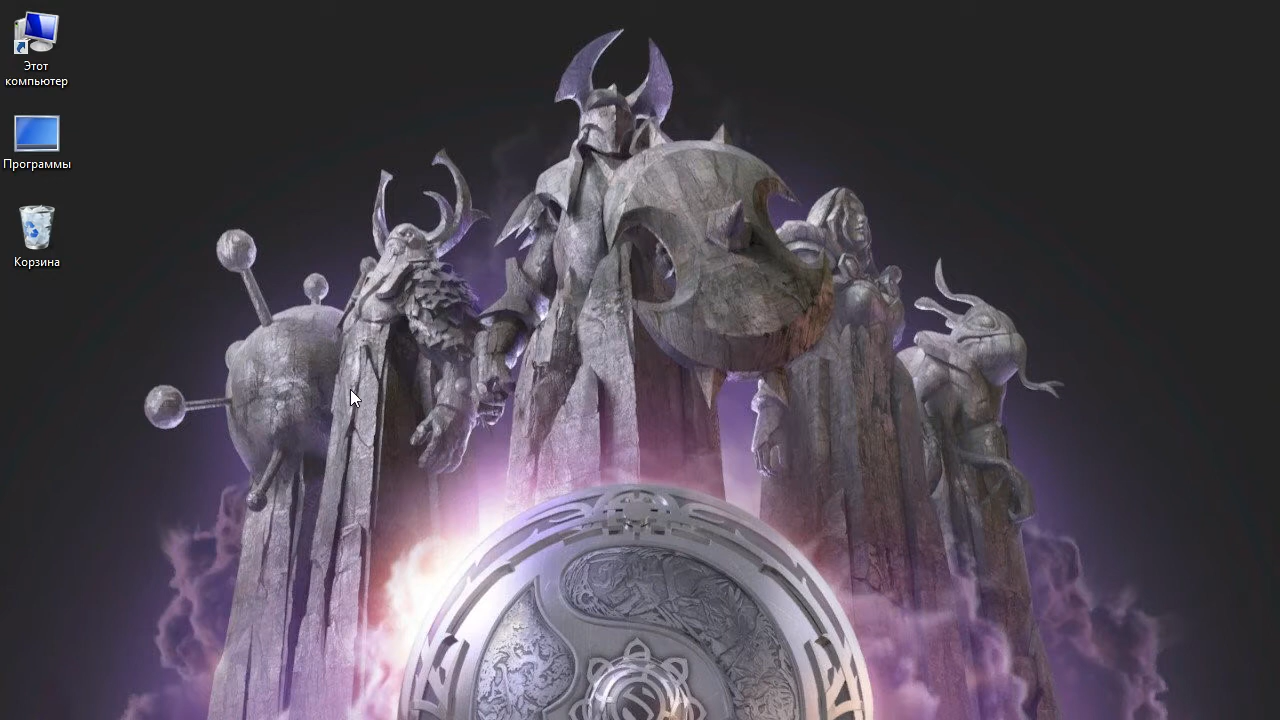 Этот
компьютер
Программы
Корзина